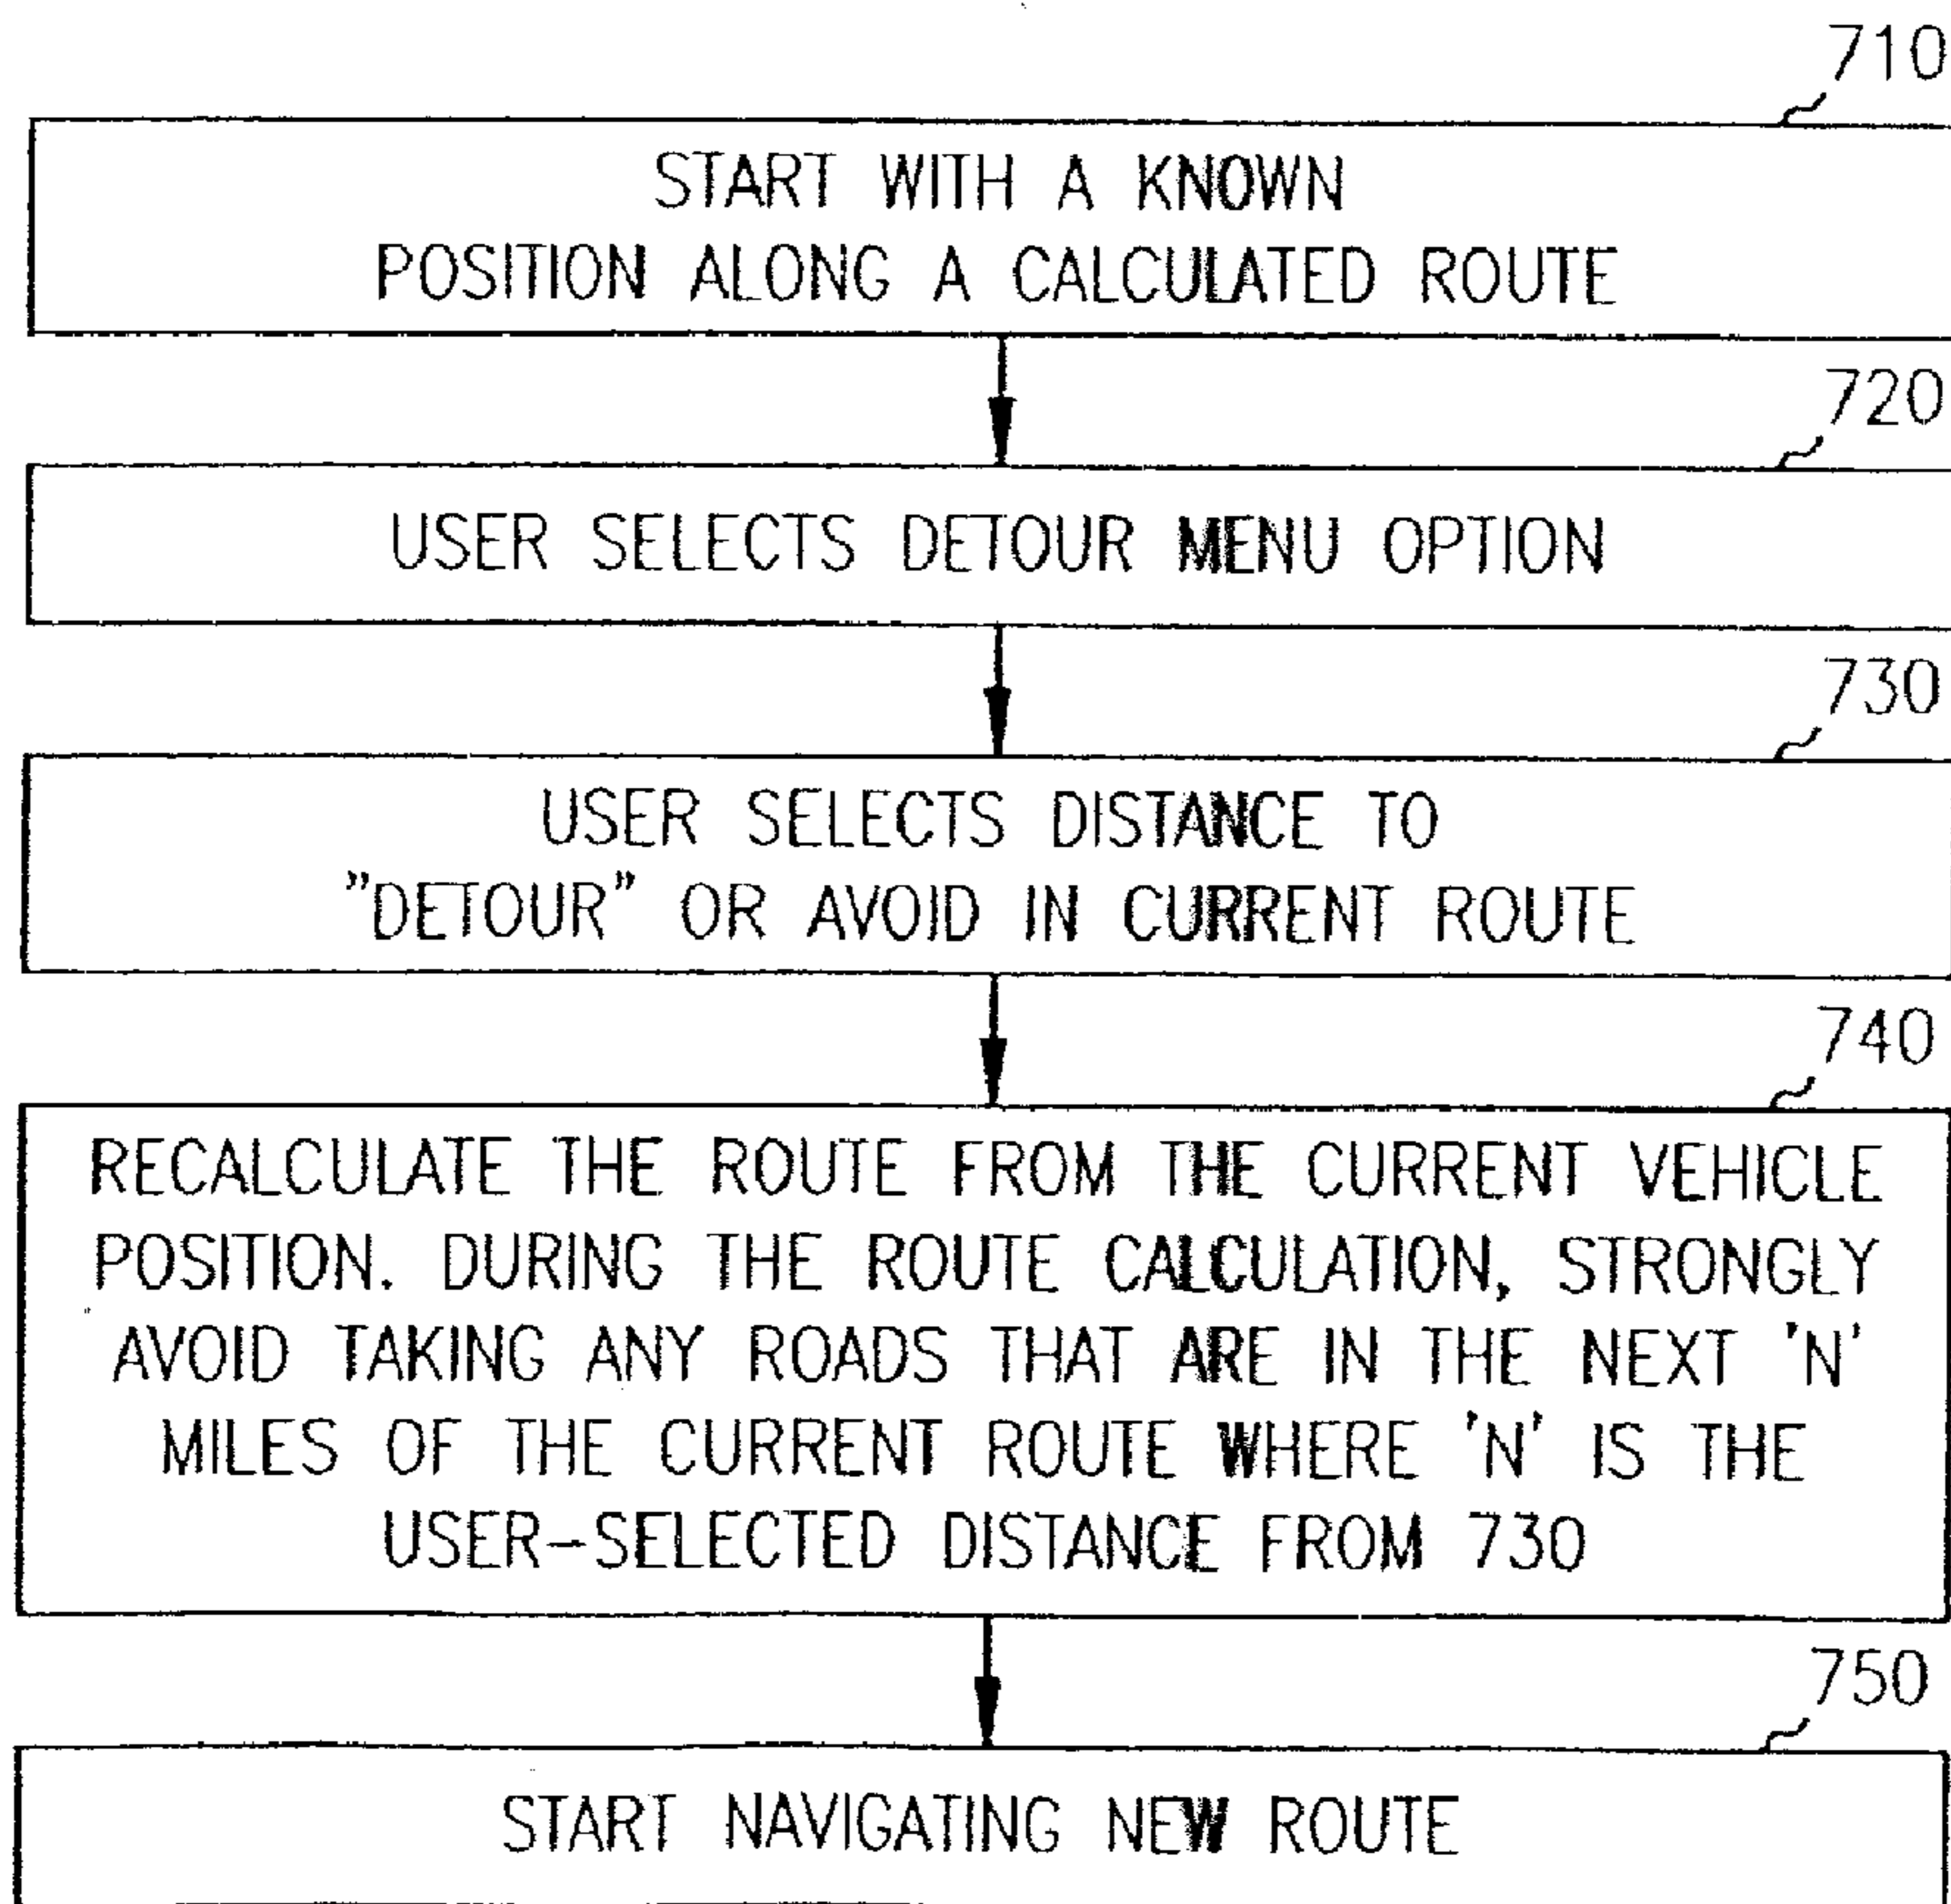 710
START WITH A KNOWN
POSITION ALONG A CALCULATED ROUTE
720
USER SELECTS DETOUR MENU OPTION
730
USER SELECTS DISTANCE TO
"DETOUR" OR AVOID IN CURRENT ROUTE
740
RECALCULATE THE ROUTE FROM THE CURRENT VEHICLE
POSITION. DURING THE ROUTE CALCULATION, STRONGLY
AVOID TAKING ANY ROADS THAT ARE IN THE NEXT 'N'
MILES OF THE CURRENT ROUTE WHERE 'N' IS THE
USER-SELECTED DISTANCE FROM 730
750
START NAVIGATING NEW ROUTE